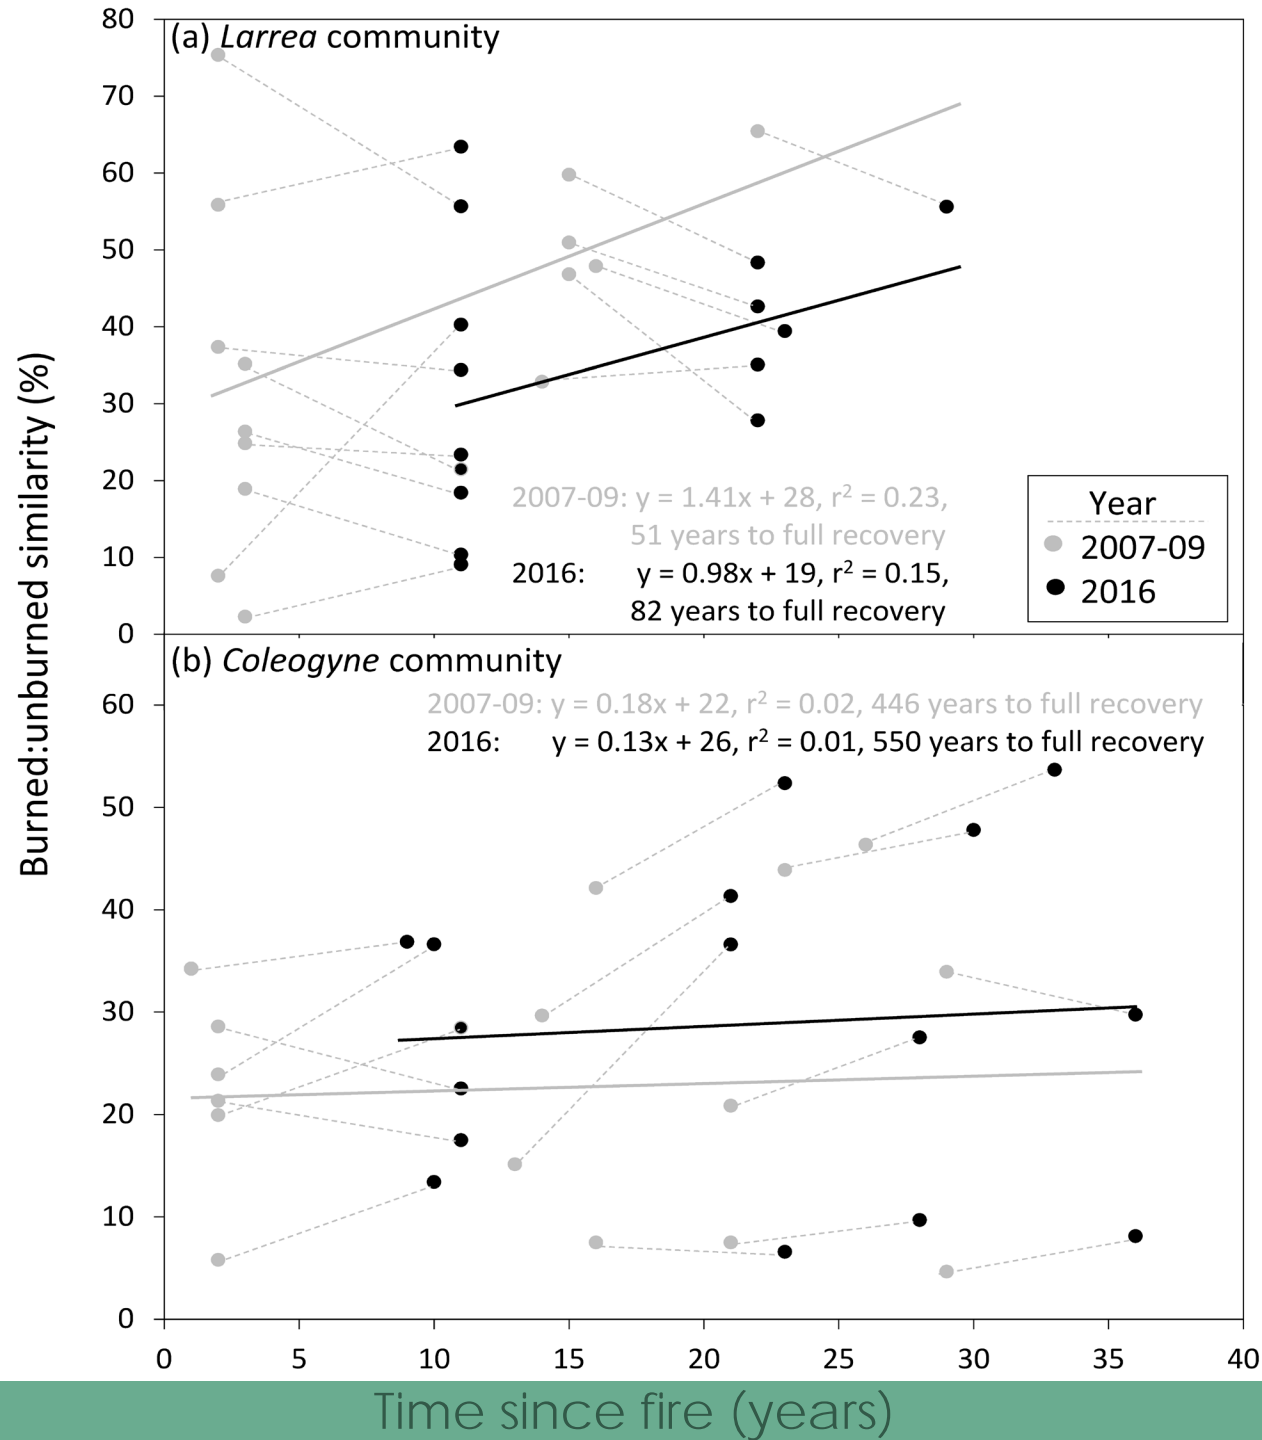 Burned:unburned similarity (%)
(a) Larrea community
80
70
60
50
40
30
20
10
0
2007-09: y = 1.41x + 28, r² = 0.23,
51 years to full recovery
2016: y = 0.98x + 19, r² = 0.15,
82 years to full recovery
Year
2007-09
2016
(b) Coleogyne community
2007-09: y = 0.18x + 22, r² = 0.02, 446 years to full recovery
2016: y = 0.13x + 26, r² = 0.01, 550 years to full recovery
60
50
40
30
20
10
0
0 5 10 15 20 25 30 35 40
Time since fire (years)